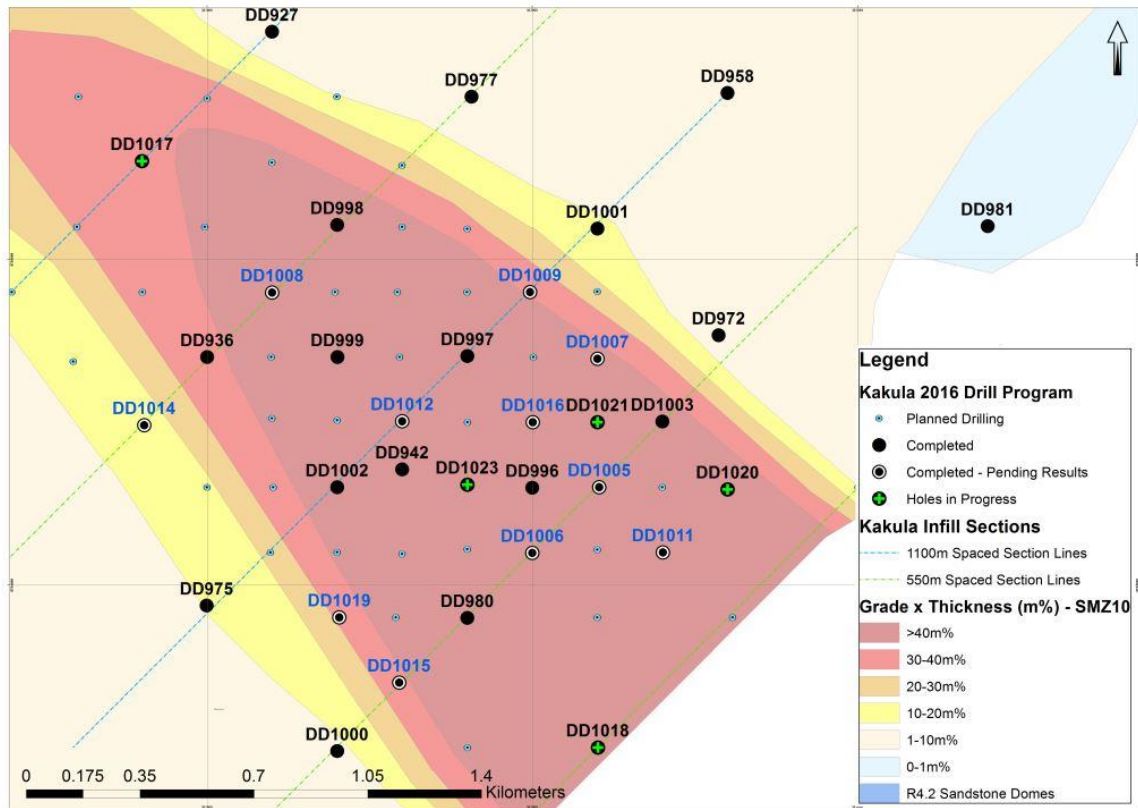 DD927
DD977
DD958
DD1017
DD998
DD1001
DD981
DD1008
DD1009
DD972
DD936
DD999
DD997
DD1007
DD1014
DD1012
DD1016
DD1021
DD1003
DD942
DD1002
DD1023
DD996
DD1005
DD1020
DD1006
DD1011
DD975
DD1019
DD980
DD1015
DD1000
DD1018
0 0.175 0.35 0.7 1.05 1.4
Kilometers
Legend
Kakula 2016 Drill Program
Planned Drilling
Completed
Completed - Pending Results
Holes in Progress
Kakula Infill Sections
1100m Spaced Section Lines
550m Spaced Section Lines
Grade x Thickness (m%) - SMZ10
>40m%
30-40m%
20-30m%
10-20m%
1-10m%
0-1m%
R4.2 Sandstone Domes